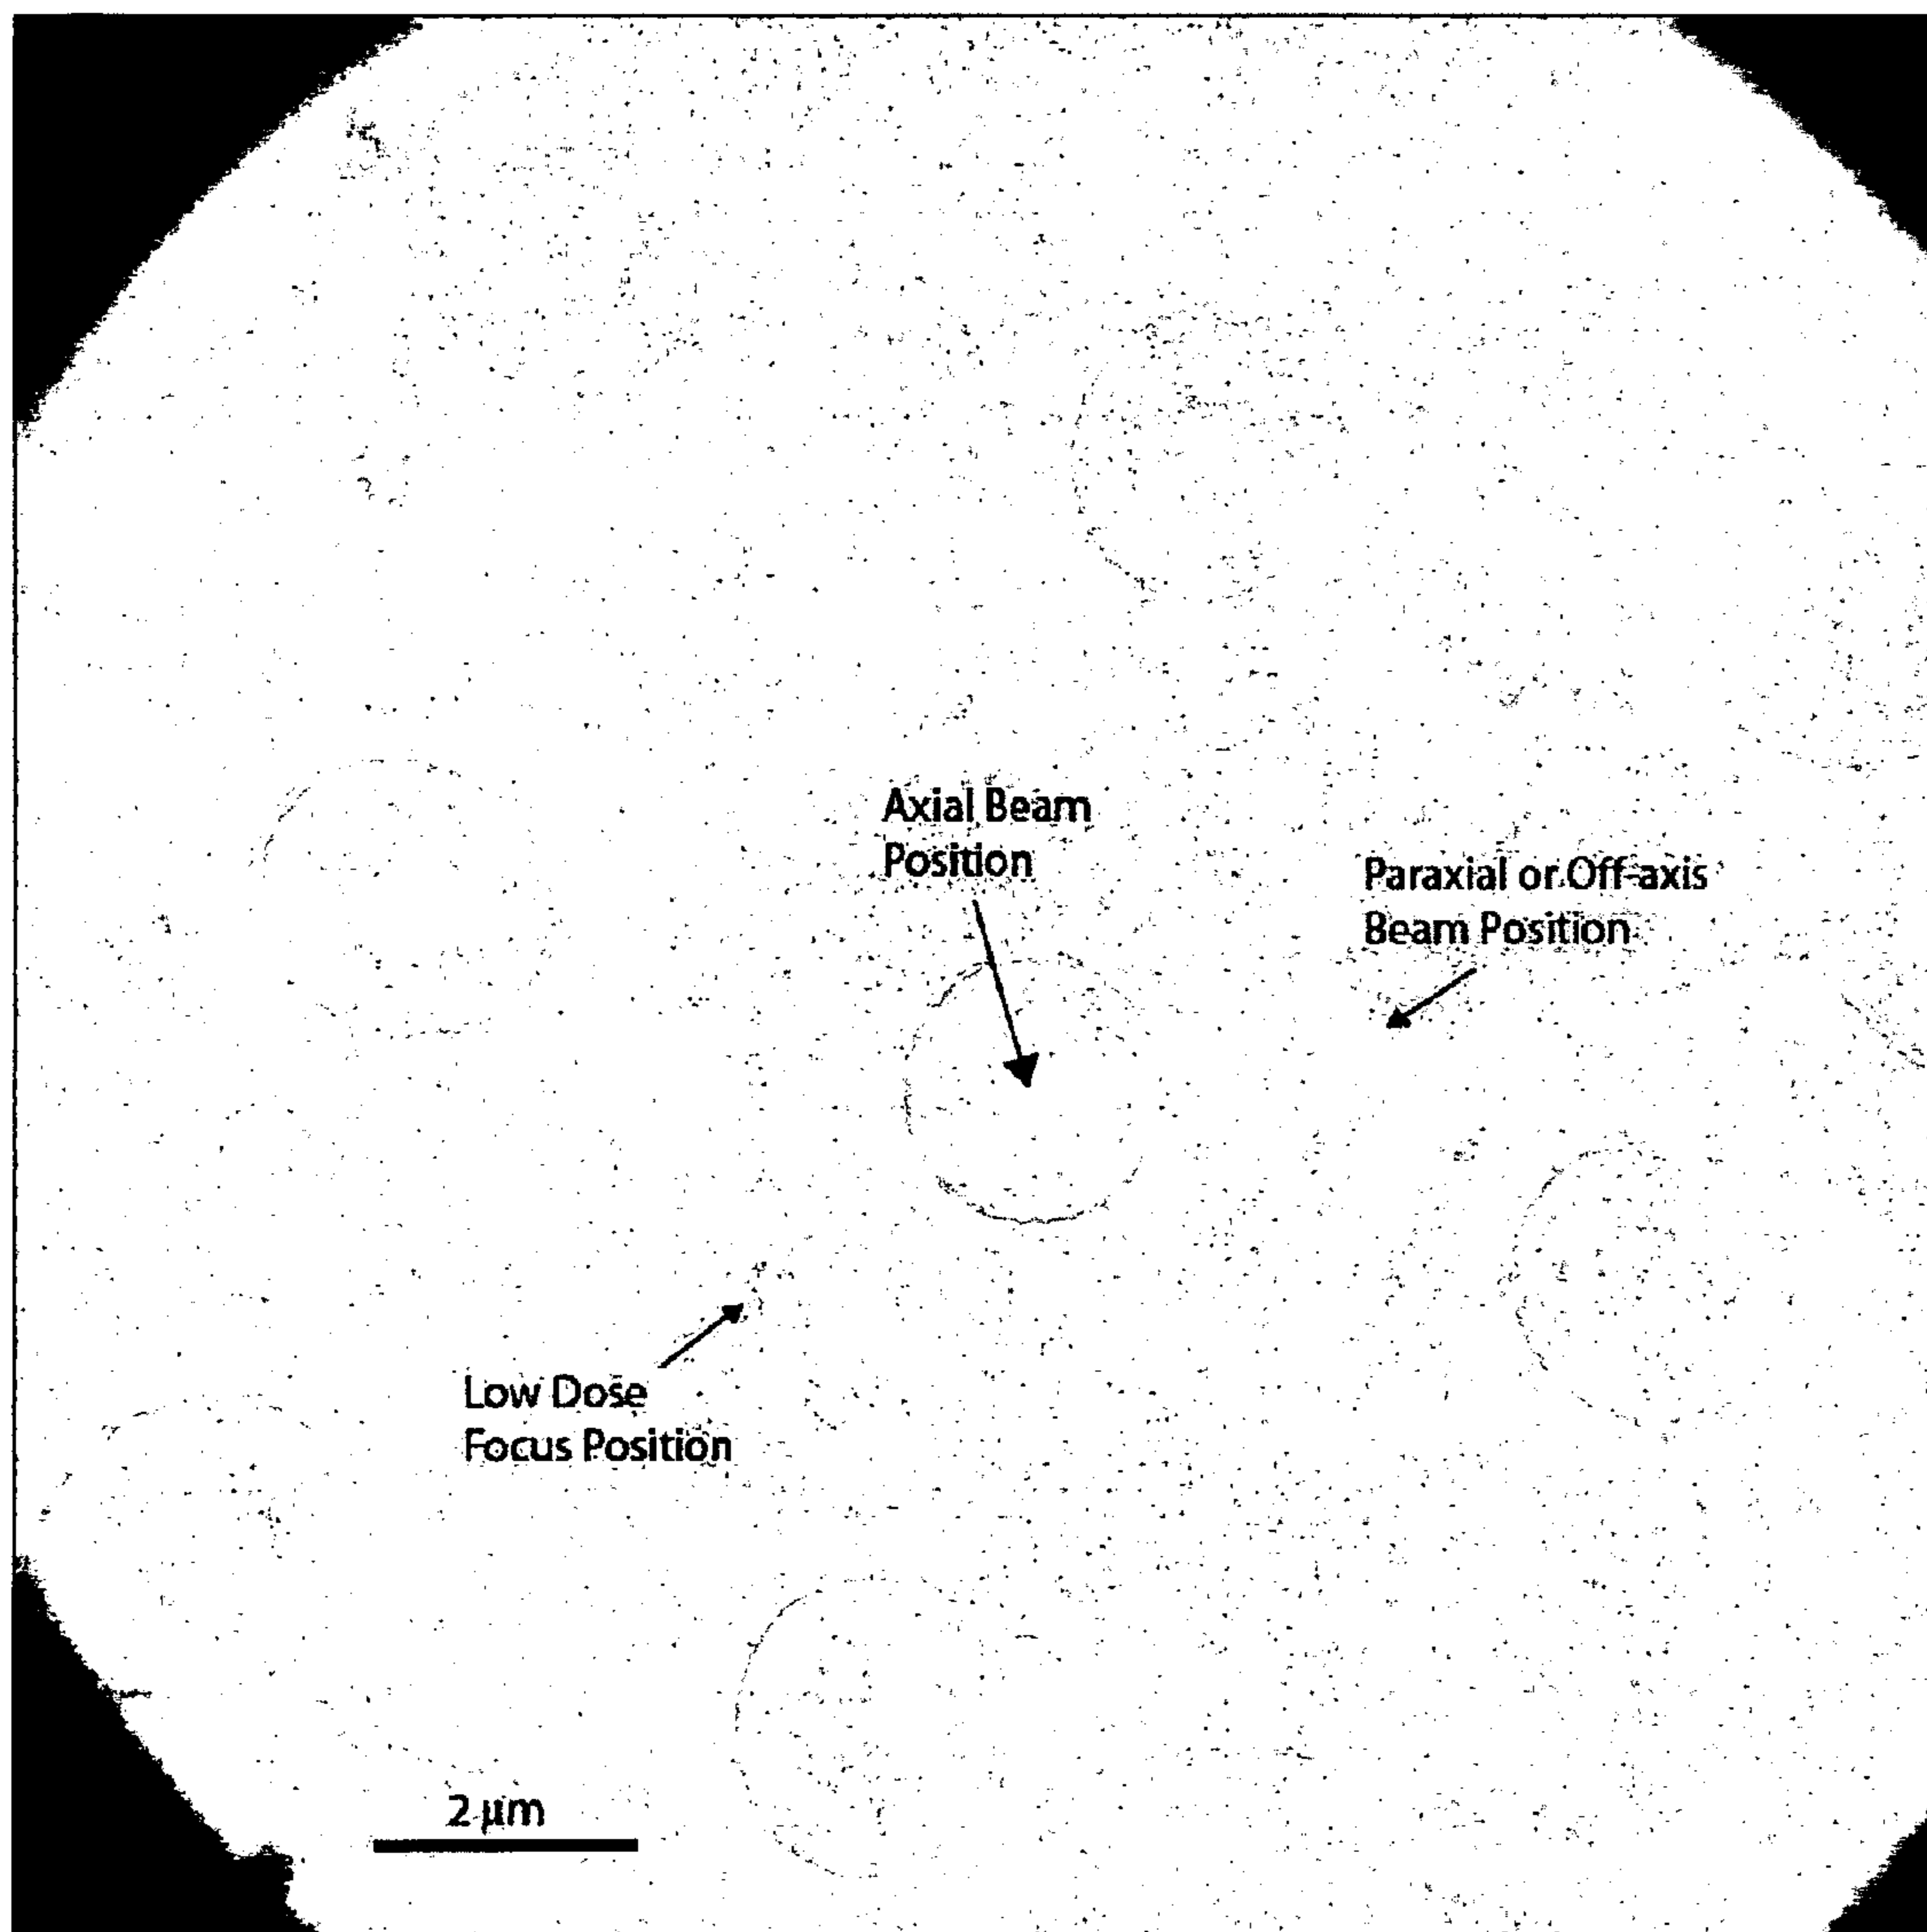 Axial Beam
Position
Paraxial or Off-axis
Beam Position
Low Dose
Focus Position
2 μm